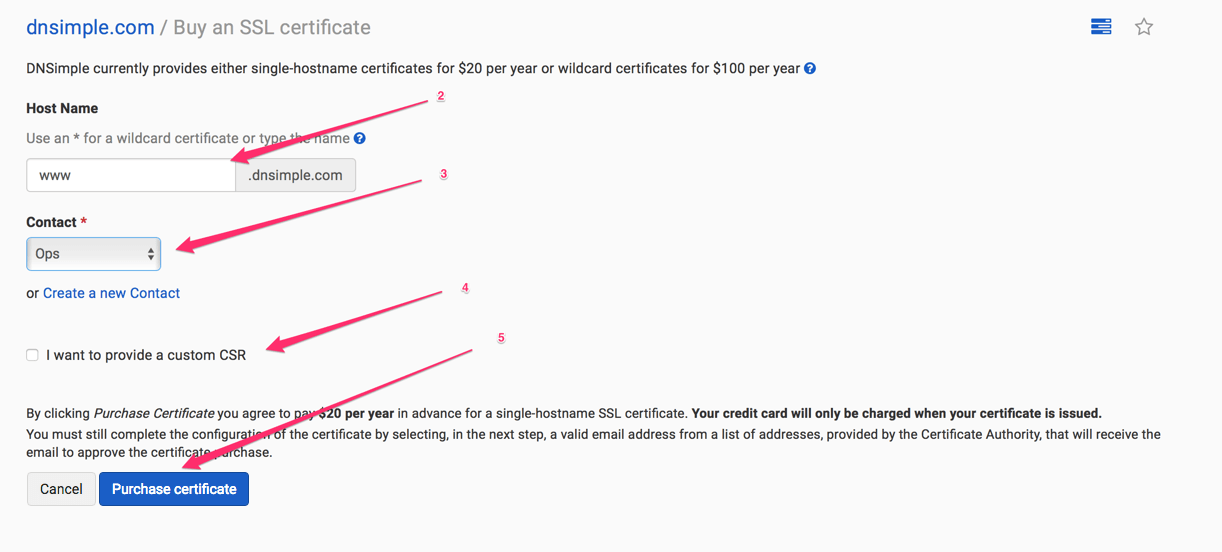 dnsimple.com / Buy an SSL certificate
DNSimple currently provides either single-hostname certificates for $20 per year or wildcard certificates for $100 per year ?
2
Host Name
Use an * for a wildcard certificate or type the name ?
www .dnsimple.com
3
Contact *
Ops
or Create a new Contact
4
I want to provide a custom CSR
5
By clicking Purchase Certificate you agree to pay $20 per year in advance for a single-hostname SSL certificate. Your credit card will only be charged when your certificate is issued.
You must still complete the configuration of the certificate by selecting, in the next step, a valid email address from a list of addresses, provided by the Certificate Authority, that will receive the
email to approve the certificate purchase.
Cancel Purchase certificate